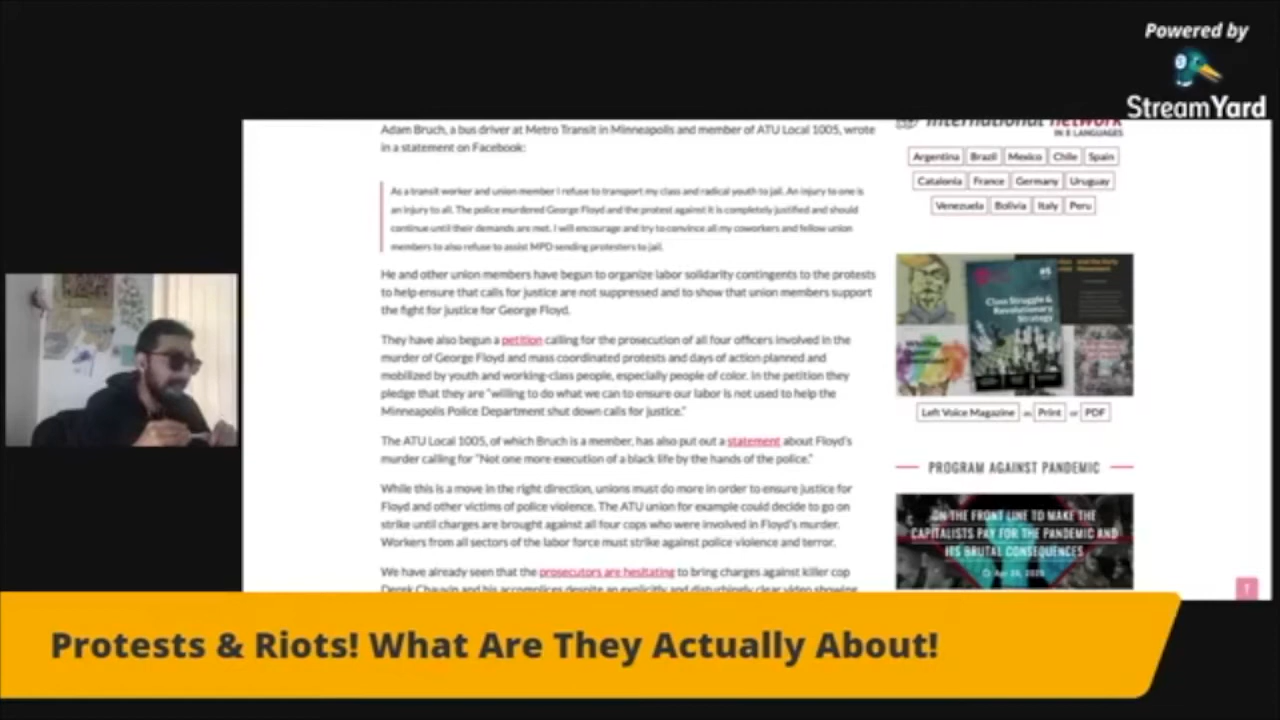 Powered by
StreamYard
Adam Bruch, a bus driver at Metro Transit in Minneapolis and member of ATU Local 1005, wrote
in a statement on Facebook:
As a transit worker and union member I refuse to transport my class and radical youth to jail. An injury to one is
an injury to all. The police murdered George Floyd and the protest against it is completely justified and should
continue until their demands are met. I will encourage and try to convince all my coworkers and fellow union
members to also refuse to assist MPD sending protesters to jail.
He and other union members have begun to organize labor solidarity contingents to the protests
to help ensure that calls for justice are not suppressed and to show that union members support
the fight for justice for George Floyd.
They have also begun a petition calling for the prosecution of all four officers involved in the
murder of George Floyd and mass coordinated protests and days of action planned and
mobilized by youth and working-class people, especially people of color. In the petition they
pledge that they are "willing to do what we can to ensure our labor is not used to help the
Minneapolis Police Department shut down calls for justice."
The ATU Local 1005, of which Bruch is a member, has also put out a statement about Floyd's
murder calling for "Not one more execution of a black life by the hands of the police."
While this is a move in the right direction, unions must do more in order to ensure justice for
Floyd and other victims of police violence. The ATU union for example could decide to go on
strike until charges are brought against all four cops who were involved in Floyd's murder.
Workers from all sectors of the labor force must strike against police violence and terror.
We have already seen that the prosecutors are hesitating to bring charges against killer cop
Derek Chauvin and his accomplices despite an explicitly and disturbingly clear video showing
International network
IN 8 LANGUAGES
Argentina Brazil Mexico Chile Spain
Catalonia France Germany Uruguay
Venezuela Bolivia Italy Peru
Class Struggle &
Revolutionary
Strategy
Left Voice Magazine Print or PDF
PROGRAM AGAINST PANDEMIC
ON THE FRONT LINE TO MAKE THE
CAPITALISTS PAY FOR THE PANDEMIC AND
ITS BRUTAL CONSEQUENCES
2020
Protests & Riots! What Are They Actually About!